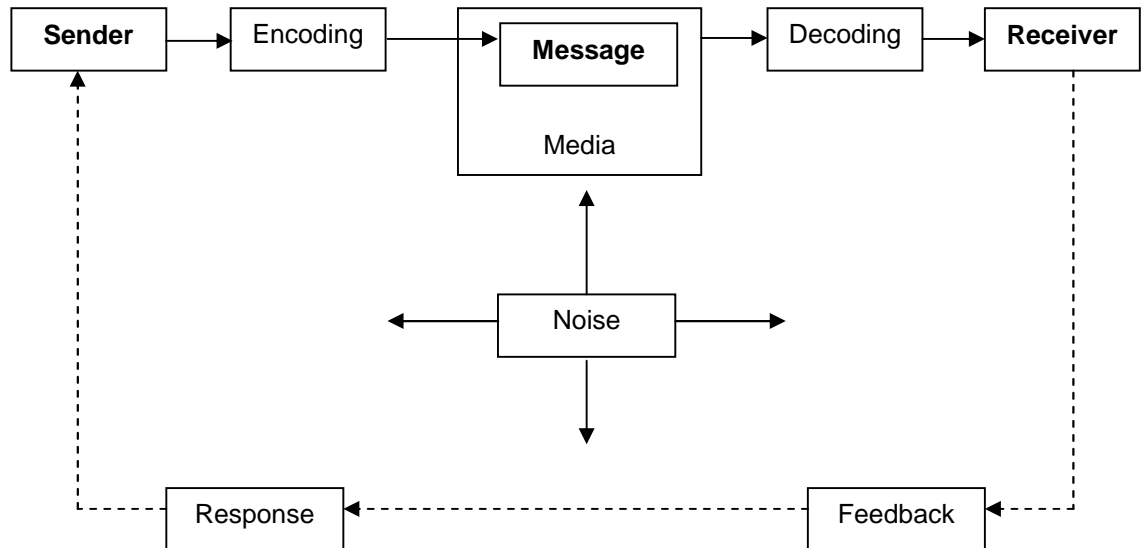 Sender
Encoding
Message
Media
Decoding
Receiver
Noise
Response
Feedback